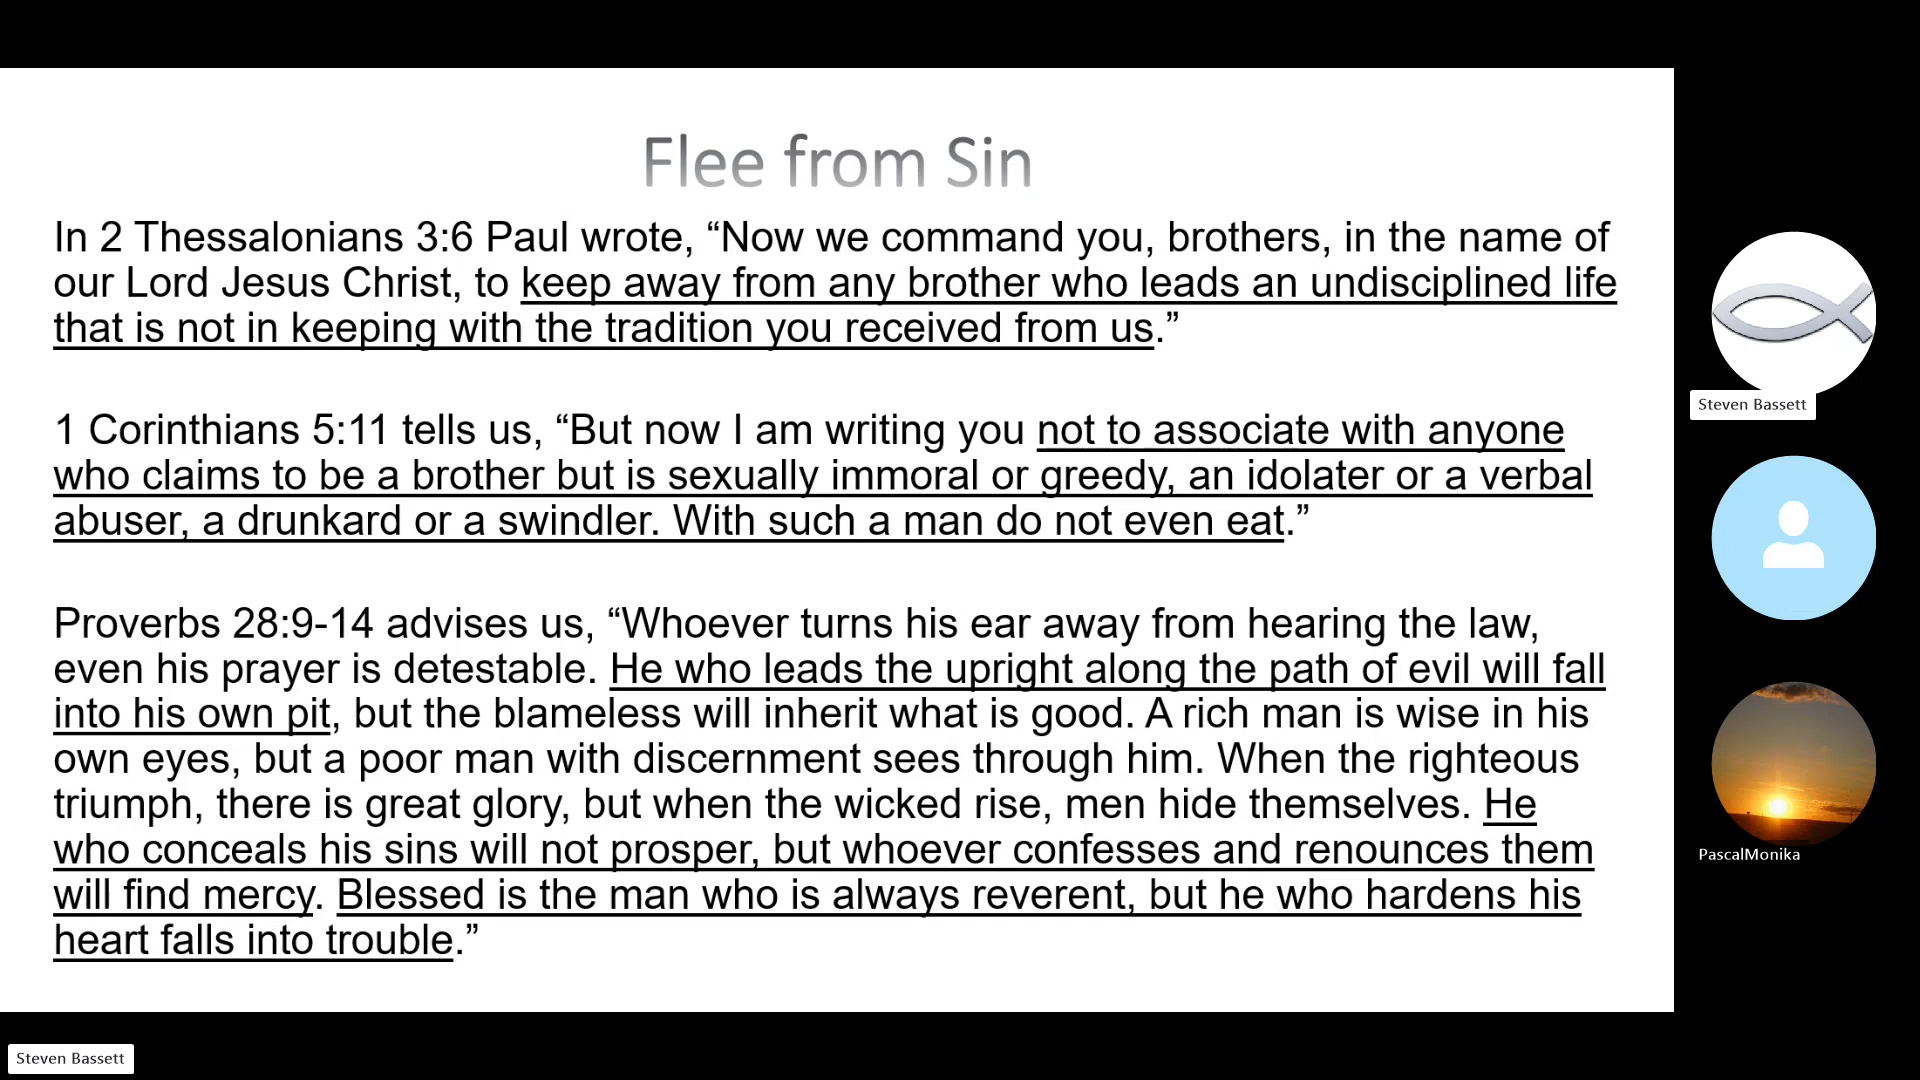 Flee from Sin
In 2 Thessalonians 3:6 Paul wrote, “Now we command you, brothers, in the name of
our Lord Jesus Christ, to keep away from any brother who leads an undisciplined life
that is not in keeping with the tradition you received from us.”
1 Corinthians 5:11 tells us, “But now I am writing you not to associate with anyone
who claims to be a brother but is sexually immoral or greedy, an idolater or a verbal
abuser, a drunkard or a swindler. With such a man do not even eat.”
Proverbs 28:9-14 advises us, “Whoever turns his ear away from hearing the law,
even his prayer is detestable. He who leads the upright along the path of evil will fall
into his own pit, but the blameless will inherit what is good. A rich man is wise in his
own eyes, but a poor man with discernment sees through him. When the righteous
triumph, there is great glory, but when the wicked rise, men hide themselves. He
who conceals his sins will not prosper, but whoever confesses and renounces them
will find mercy. Blessed is the man who is always reverent, but he who hardens his
heart falls into trouble.”
Steven Bassett
PascalMonika
Steven Bassett